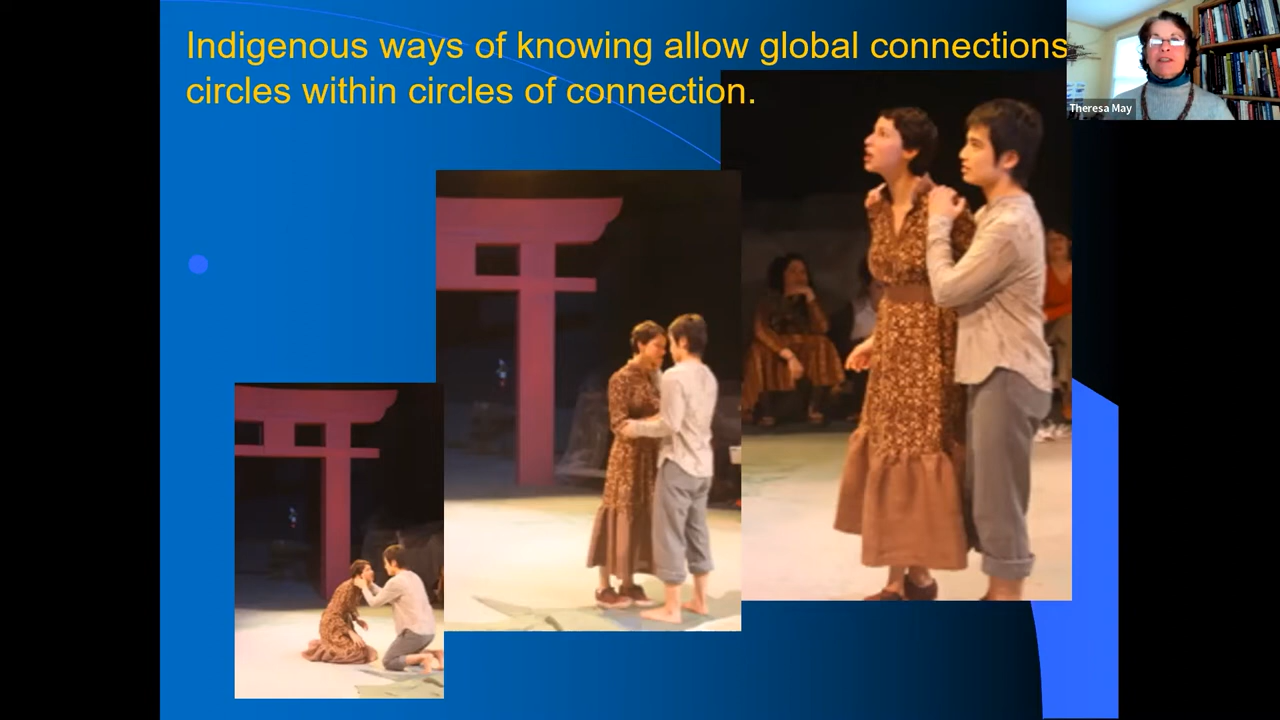 Indigenous ways of knowing allow global connections
circles within circles of connection.
Theresa May